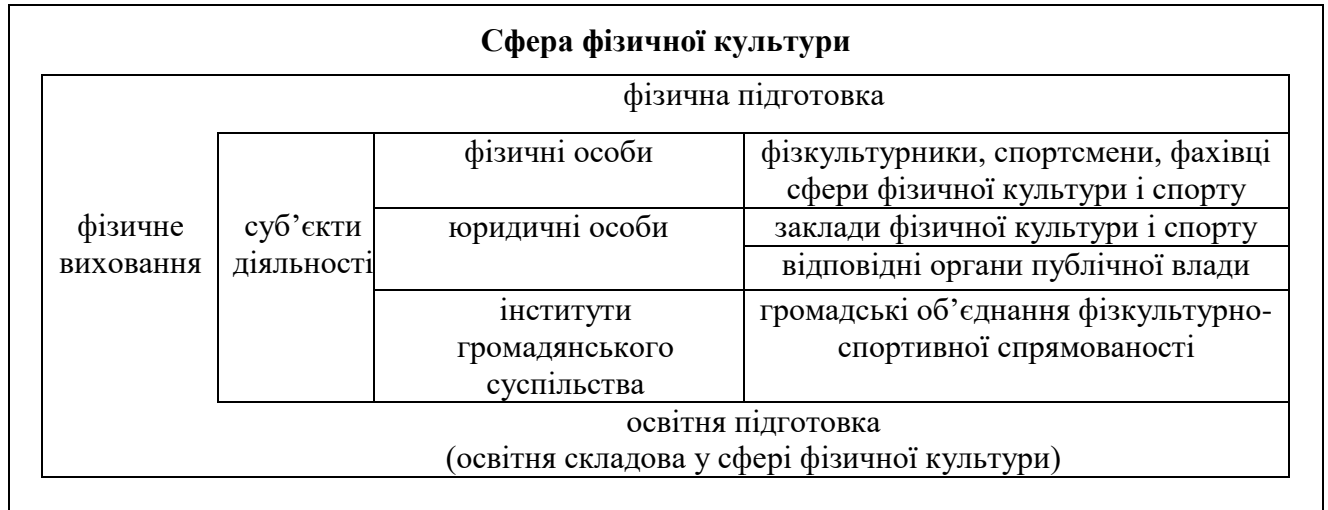 Сфера фізичної культури
фізична підготовка
фізичне
виховання
суб’єкти
діяльності
фізичні особи
фізкультурники, спортсмени, фахівці
сфери фізичної культури і спорту
юридичні особи
заклади фізичної культури і спорту
відповідні органи публічної влади
інститути
громадянського
суспільства
громадські об’єднання фізкультурно-
спортивної спрямованості
освітня підготовка
(освітня складова у сфері фізичної культури)